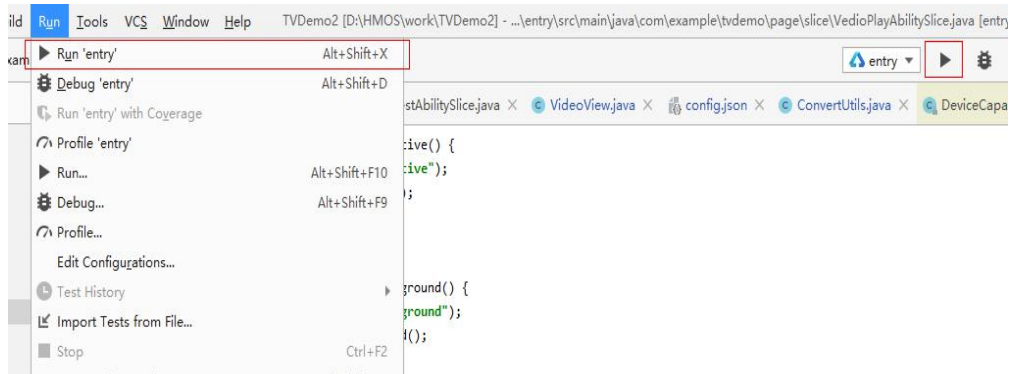 ild Run Tools VCS Window Help TVDemo2 [D:\HMOS\work\TVDemo2] - ...\entry\src\main\java\com\example\tvdemo\page\slice\VedioPlayAbilitySlice.java [entry
xam Run 'entry' Alt+Shift+X entry
Debug 'entry' Alt+Shift+D
stAbilitySlice.java VideoView.java config.json ConvertUtils.java DeviceCapa
Run 'entry' with Coverage
Profile 'entry' tive() {
Run... Alt+Shift+F10 tive");
Debug... Alt+Shift+F9 );
Profile...
Edit Configurations...
Test History ground() {
Import Tests from File... ground");
Stop Ctrl+F2 d();